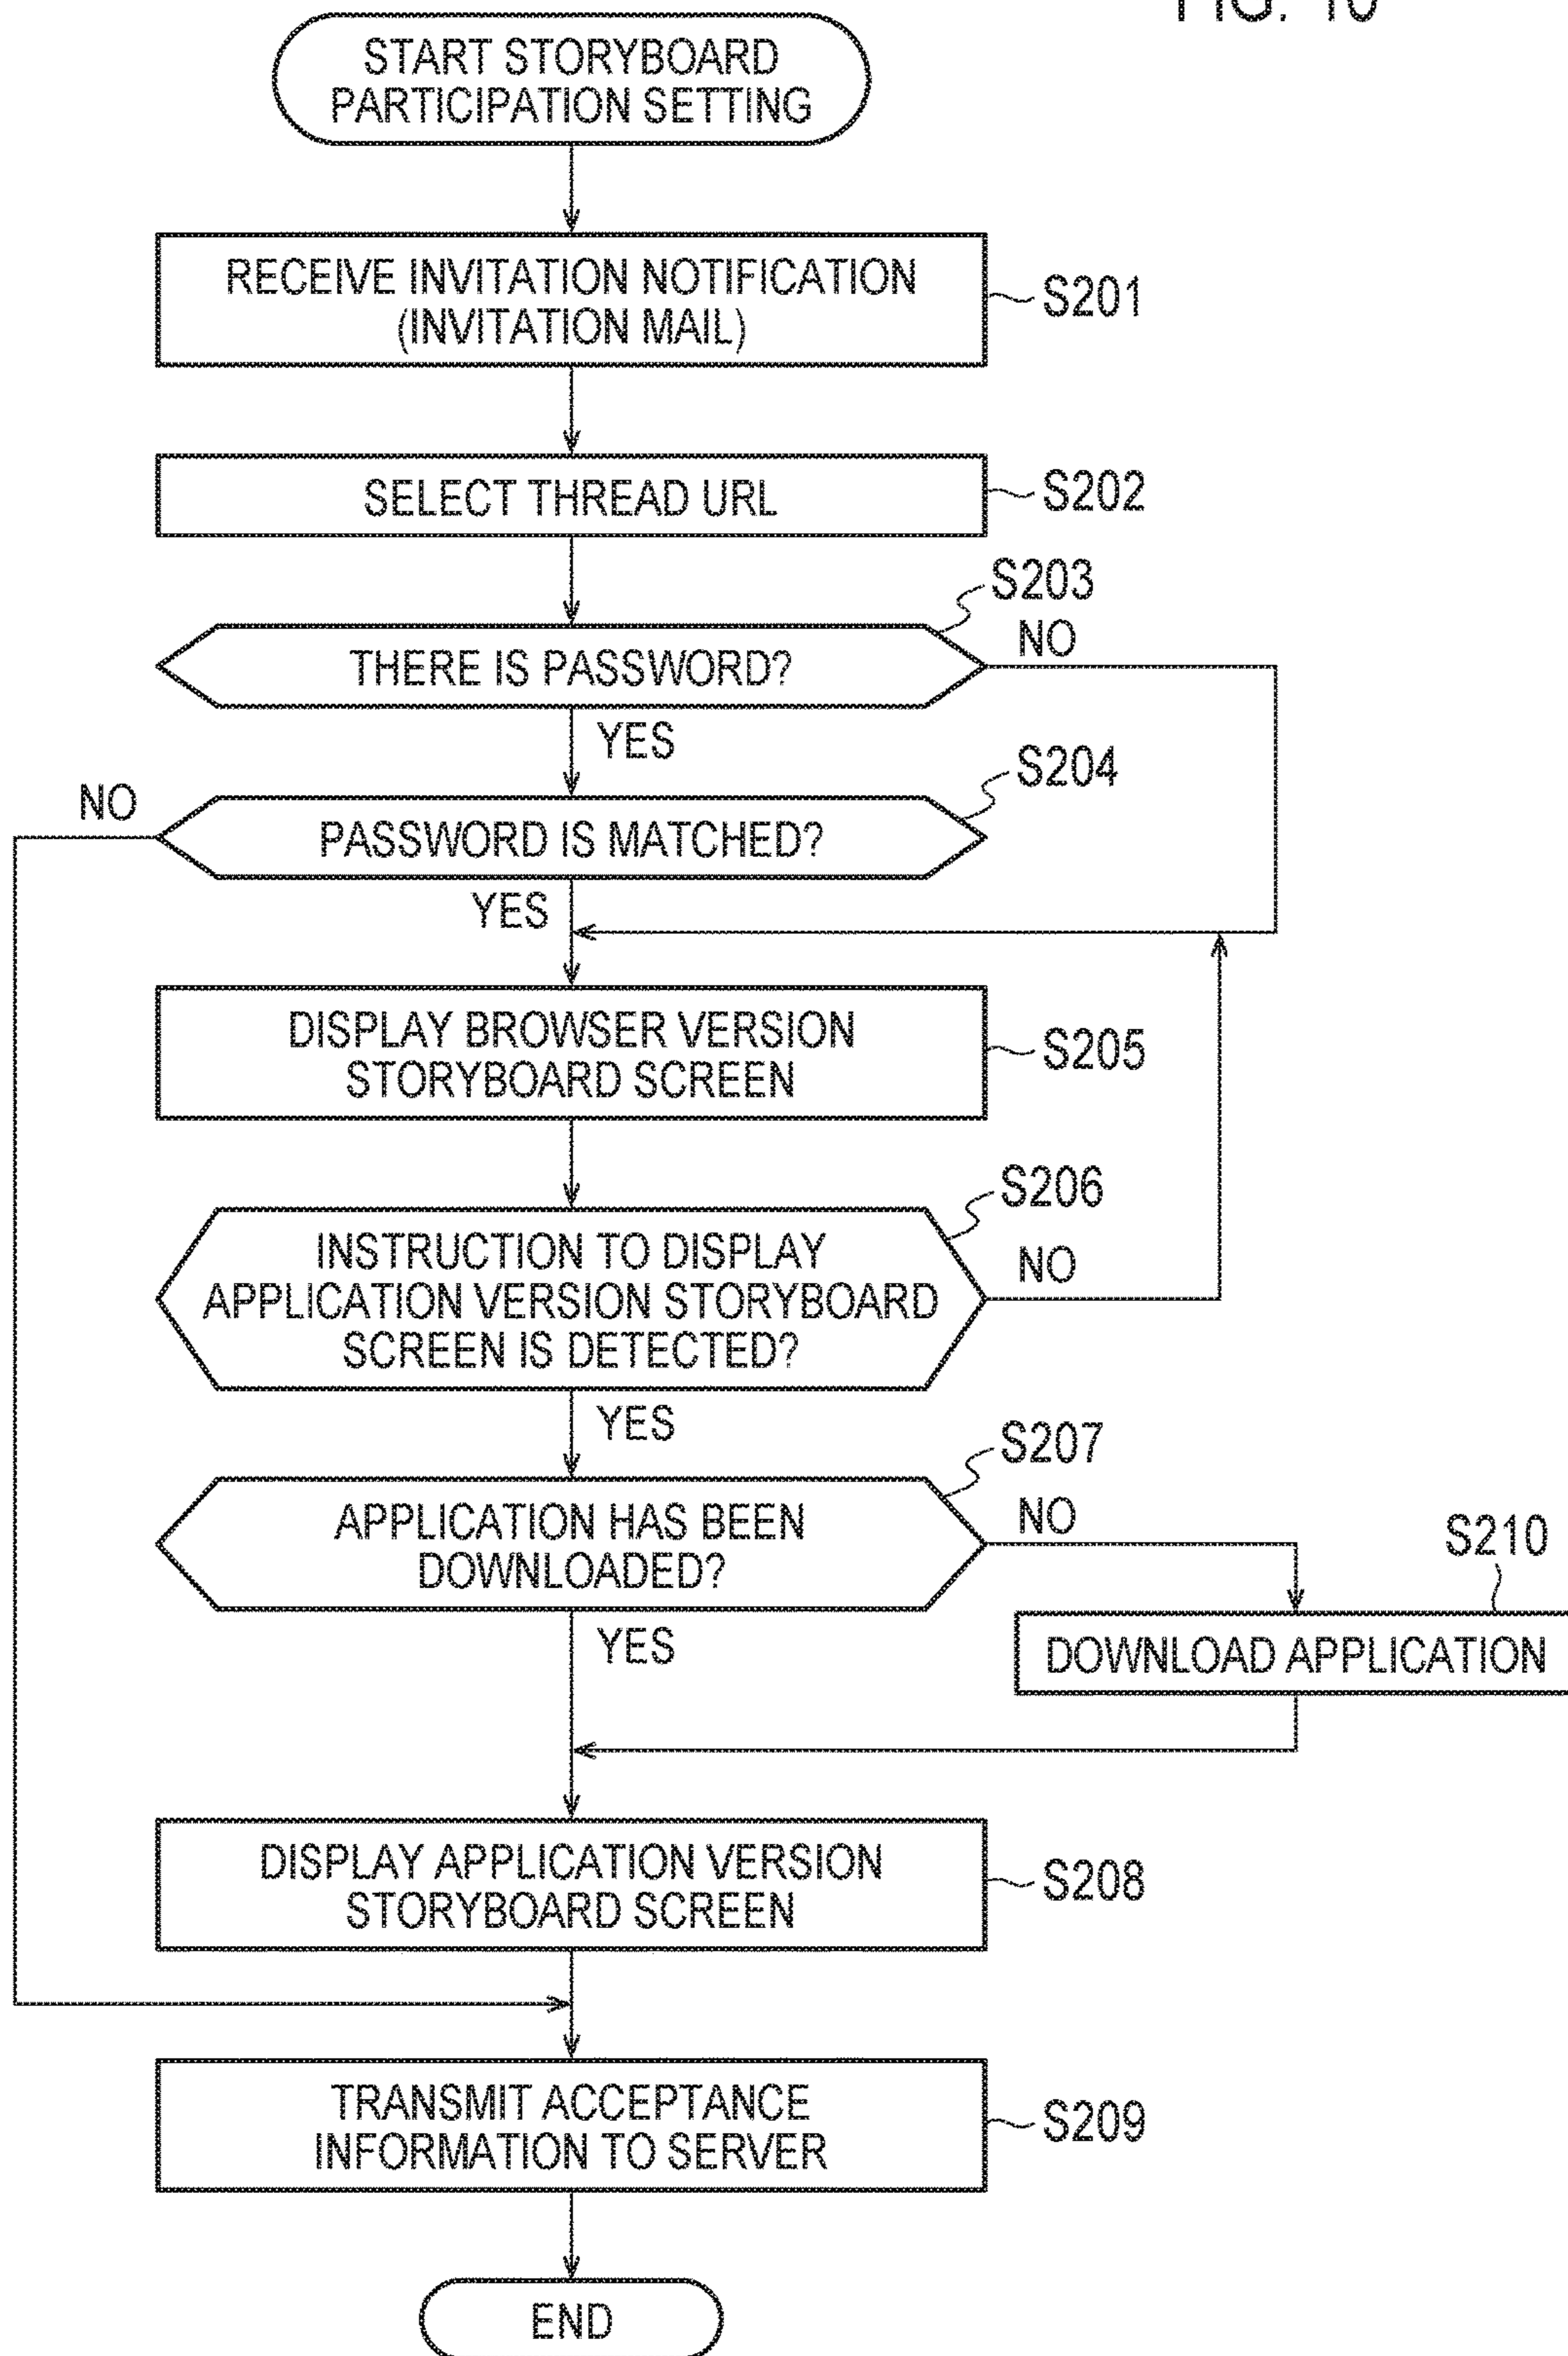 FIG. 10
START STORYBOARD
PARTICIPATION SETTING
RECEIVE INVITATION NOTIFICATION
(INVITATION MAIL)
S201
SELECT THREAD URL
S202
S203
THERE IS PASSWORD?
NO
YES
S204
NO
PASSWORD IS MATCHED?
YES
DISPLAY BROWSER VERSION
STORYBOARD SCREEN
S205
S206
INSTRUCTION TO DISPLAY
APPLICATION VERSION STORYBOARD
SCREEN IS DETECTED?
NO
YES
S207
APPLICATION HAS BEEN
DOWNLOADED?
NO
S210
YES
DOWNLOAD APPLICATION
DISPLAY APPLICATION VERSION
STORYBOARD SCREEN
S208
TRANSMIT ACCEPTANCE
INFORMATION TO SERVER
S209
END